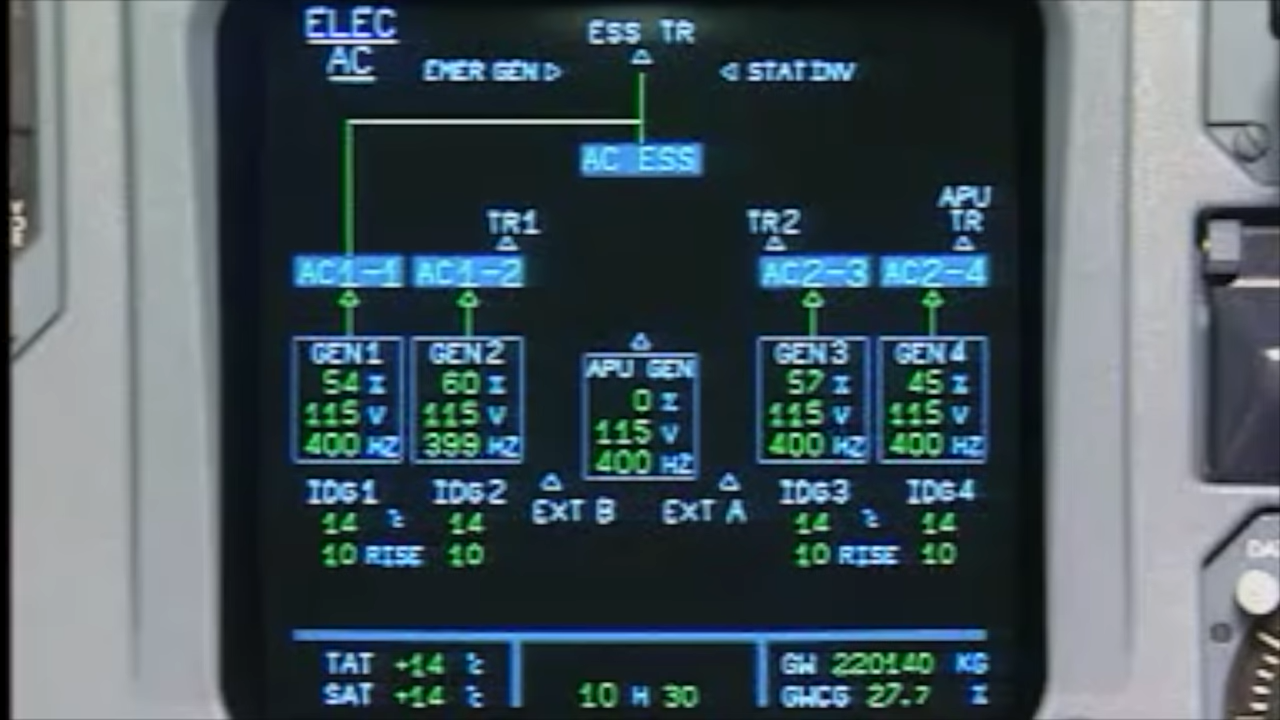 ELEC
AC
ESS TR
EMER GEN
STAT INV
AC ESS
TR1
TR2
APU
TR
AC1-1
AC1-2
AC2-3
AC2-4
GEN1
54 %
115 V
400 HZ
GEN2
60 %
115 V
399 HZ
APU GEN
0 %
115 V
400 HZ
GEN3
57 %
115 V
400 HZ
GEN4
45 %
115 V
400 HZ
IDG1
IDG2
EXT B
EXT A
IDG3
IDG4
14 °C 14
14 °C 14
10 RISE 10
10 RISE 10
TAT +14 °C
SAT +14 °C
10 H 30
GW 220140 KG
GWCG 27.7 %